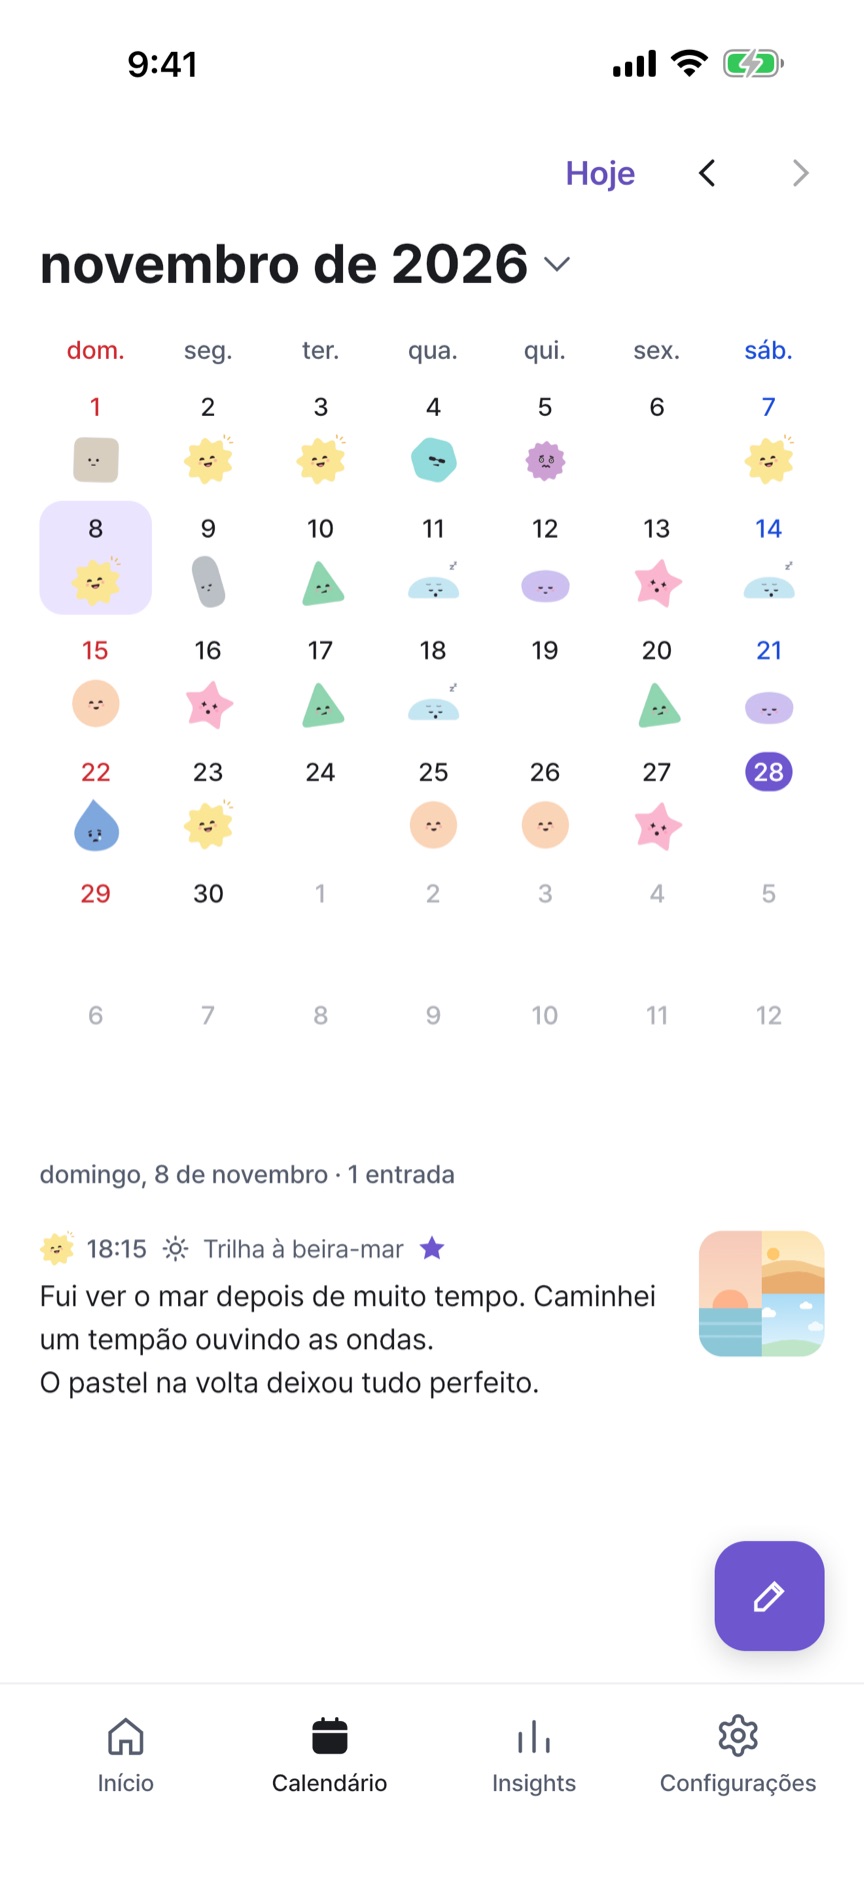 9:41
Hoje
novembro de 2026
dom. seg. ter. qua. qui. sex. sáb.
1 2 3 4 5 6 7
8 9 10 11 12 13 14
15 16 17 18 19 20 21
22 23 24 25 26 27 28
29 30 1 2 3 4 5
6 7 8 9 10 11 12
domingo, 8 de novembro · 1 entrada
18:15 Trilha à beira-mar
Fui ver o mar depois de muito tempo. Caminhei
um tempão ouvindo as ondas.
O pastel na volta deixou tudo perfeito.
Início Calendário Insights Configurações